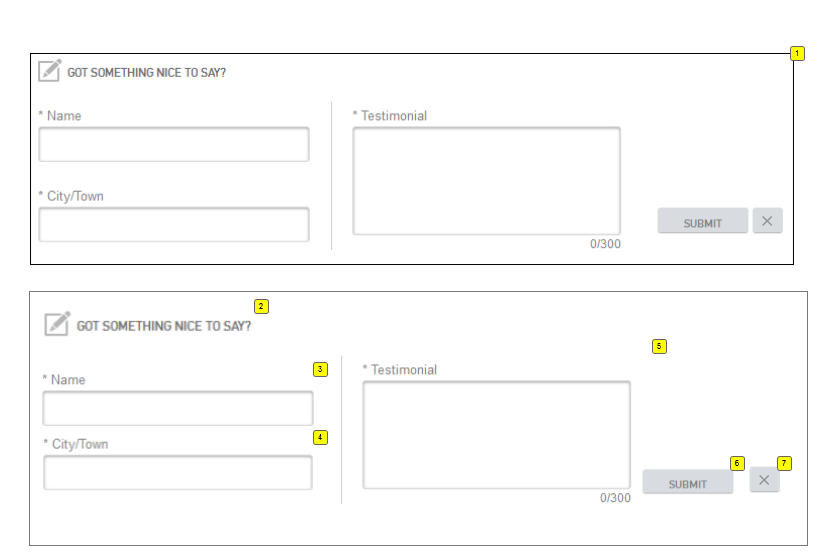 1
GOT SOMETHING NICE TO SAY?
* Name
* Testimonial
* City/Town
SUBMIT
0/300
2
GOT SOMETHING NICE TO SAY?
5
3
* Testimonial
* Name
4
* City/Town
6
7
SUBMIT
0/300